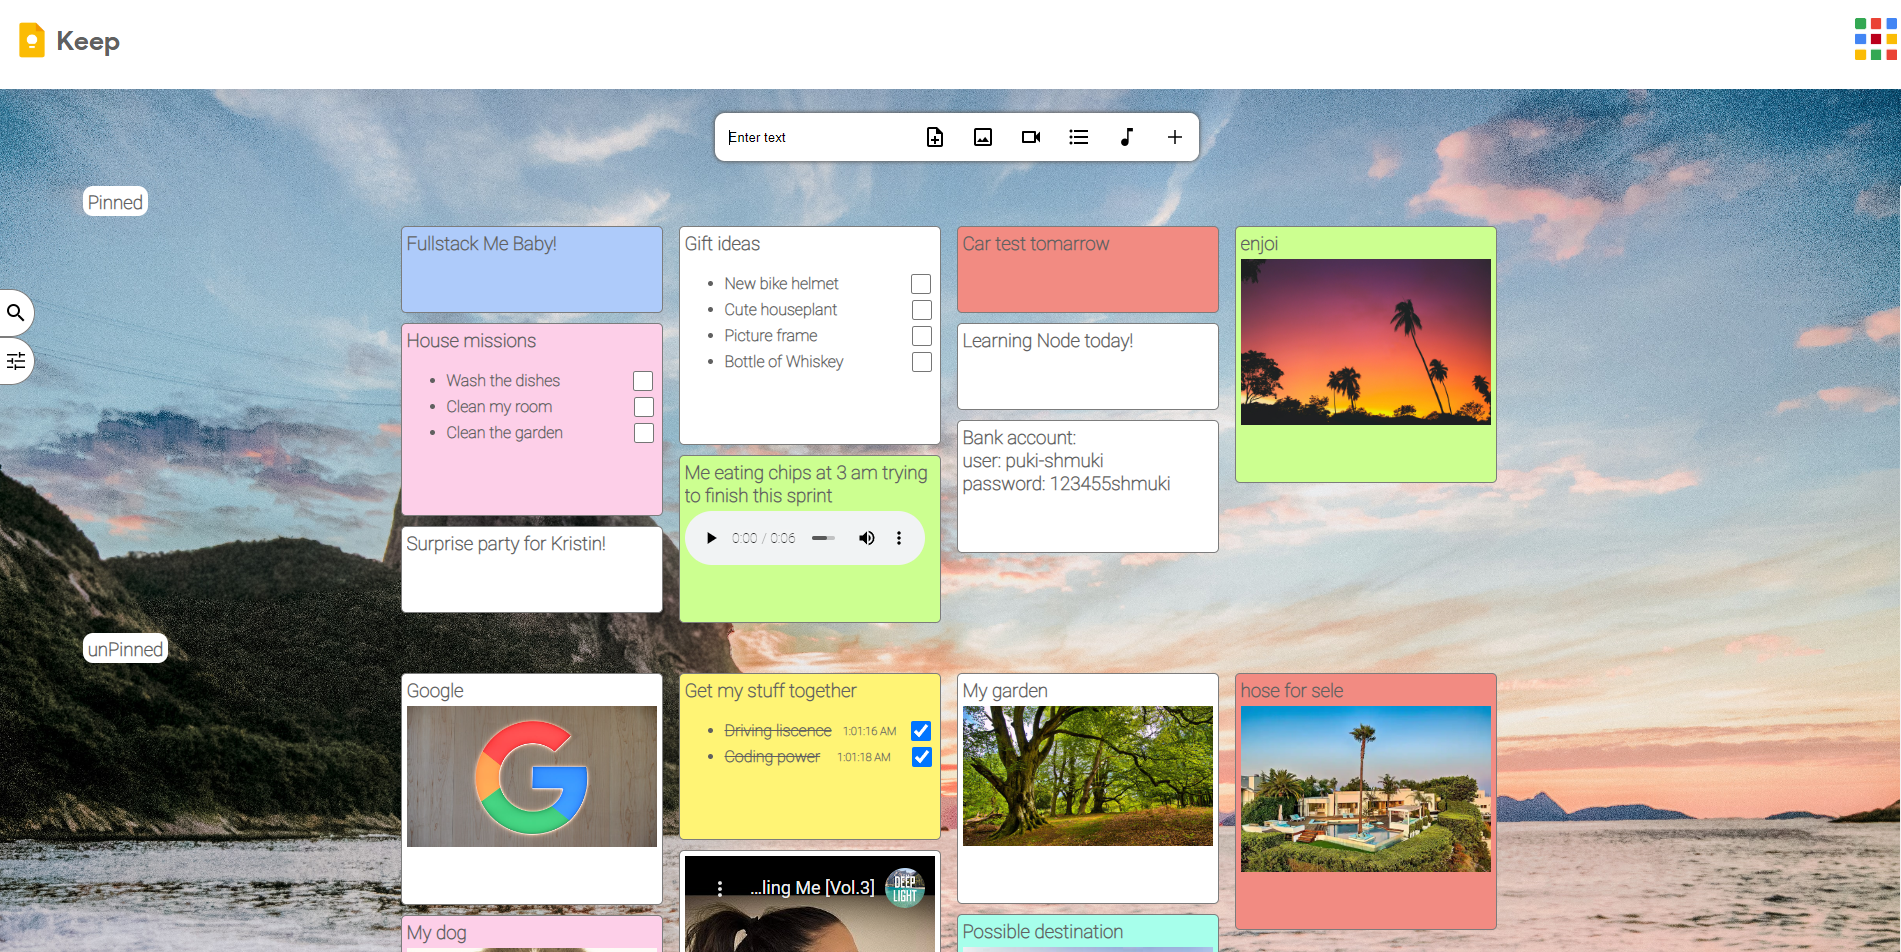 Keep
Enter text
Pinned
Fullstack Me Baby!
House missions
Wash the dishes
Clean my room
Clean the garden
Surprise party for Kristin!
Gift ideas
New bike helmet
Cute houseplant
Picture frame
Bottle of Whiskey
Me eating chips at 3 am trying
to finish this sprint
0:00 / 0:06
Car test tomarrow
Learning Node today!
Bank account:
user: puki-shmuki
password: 123455shmuki
enjoi
unPinned
Google
My dog
Get my stuff together
Driving liscence 1:01:16 AM
Coding power 1:01:18 AM
...ling Me [Vol.3]
DEEP
LIGHT
My garden
Possible destination
hose for sele